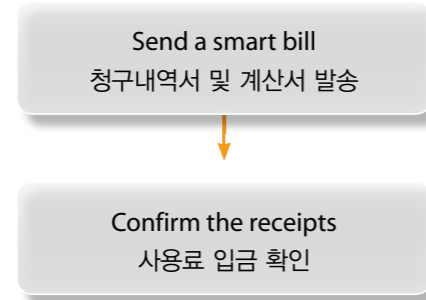 Send a smart bill
청구내역서 및 계산서 발송
Confirm the receipts
사용료 입금 확인